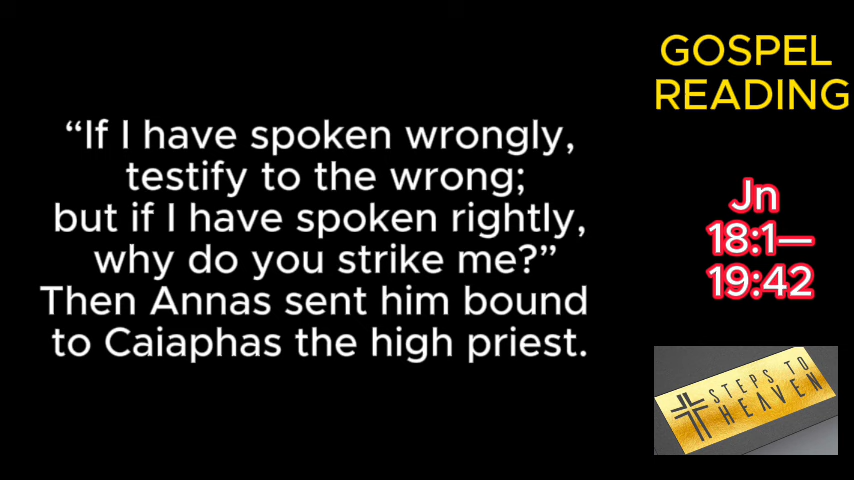 “If I have spoken wrongly,
testify to the wrong;
but if I have spoken rightly,
why do you strike me?”
Then Annas sent him bound
to Caiaphas the high priest.
GOSPEL
READING
Jn
18:1—
19:42
STEPS TO
HEAVEN